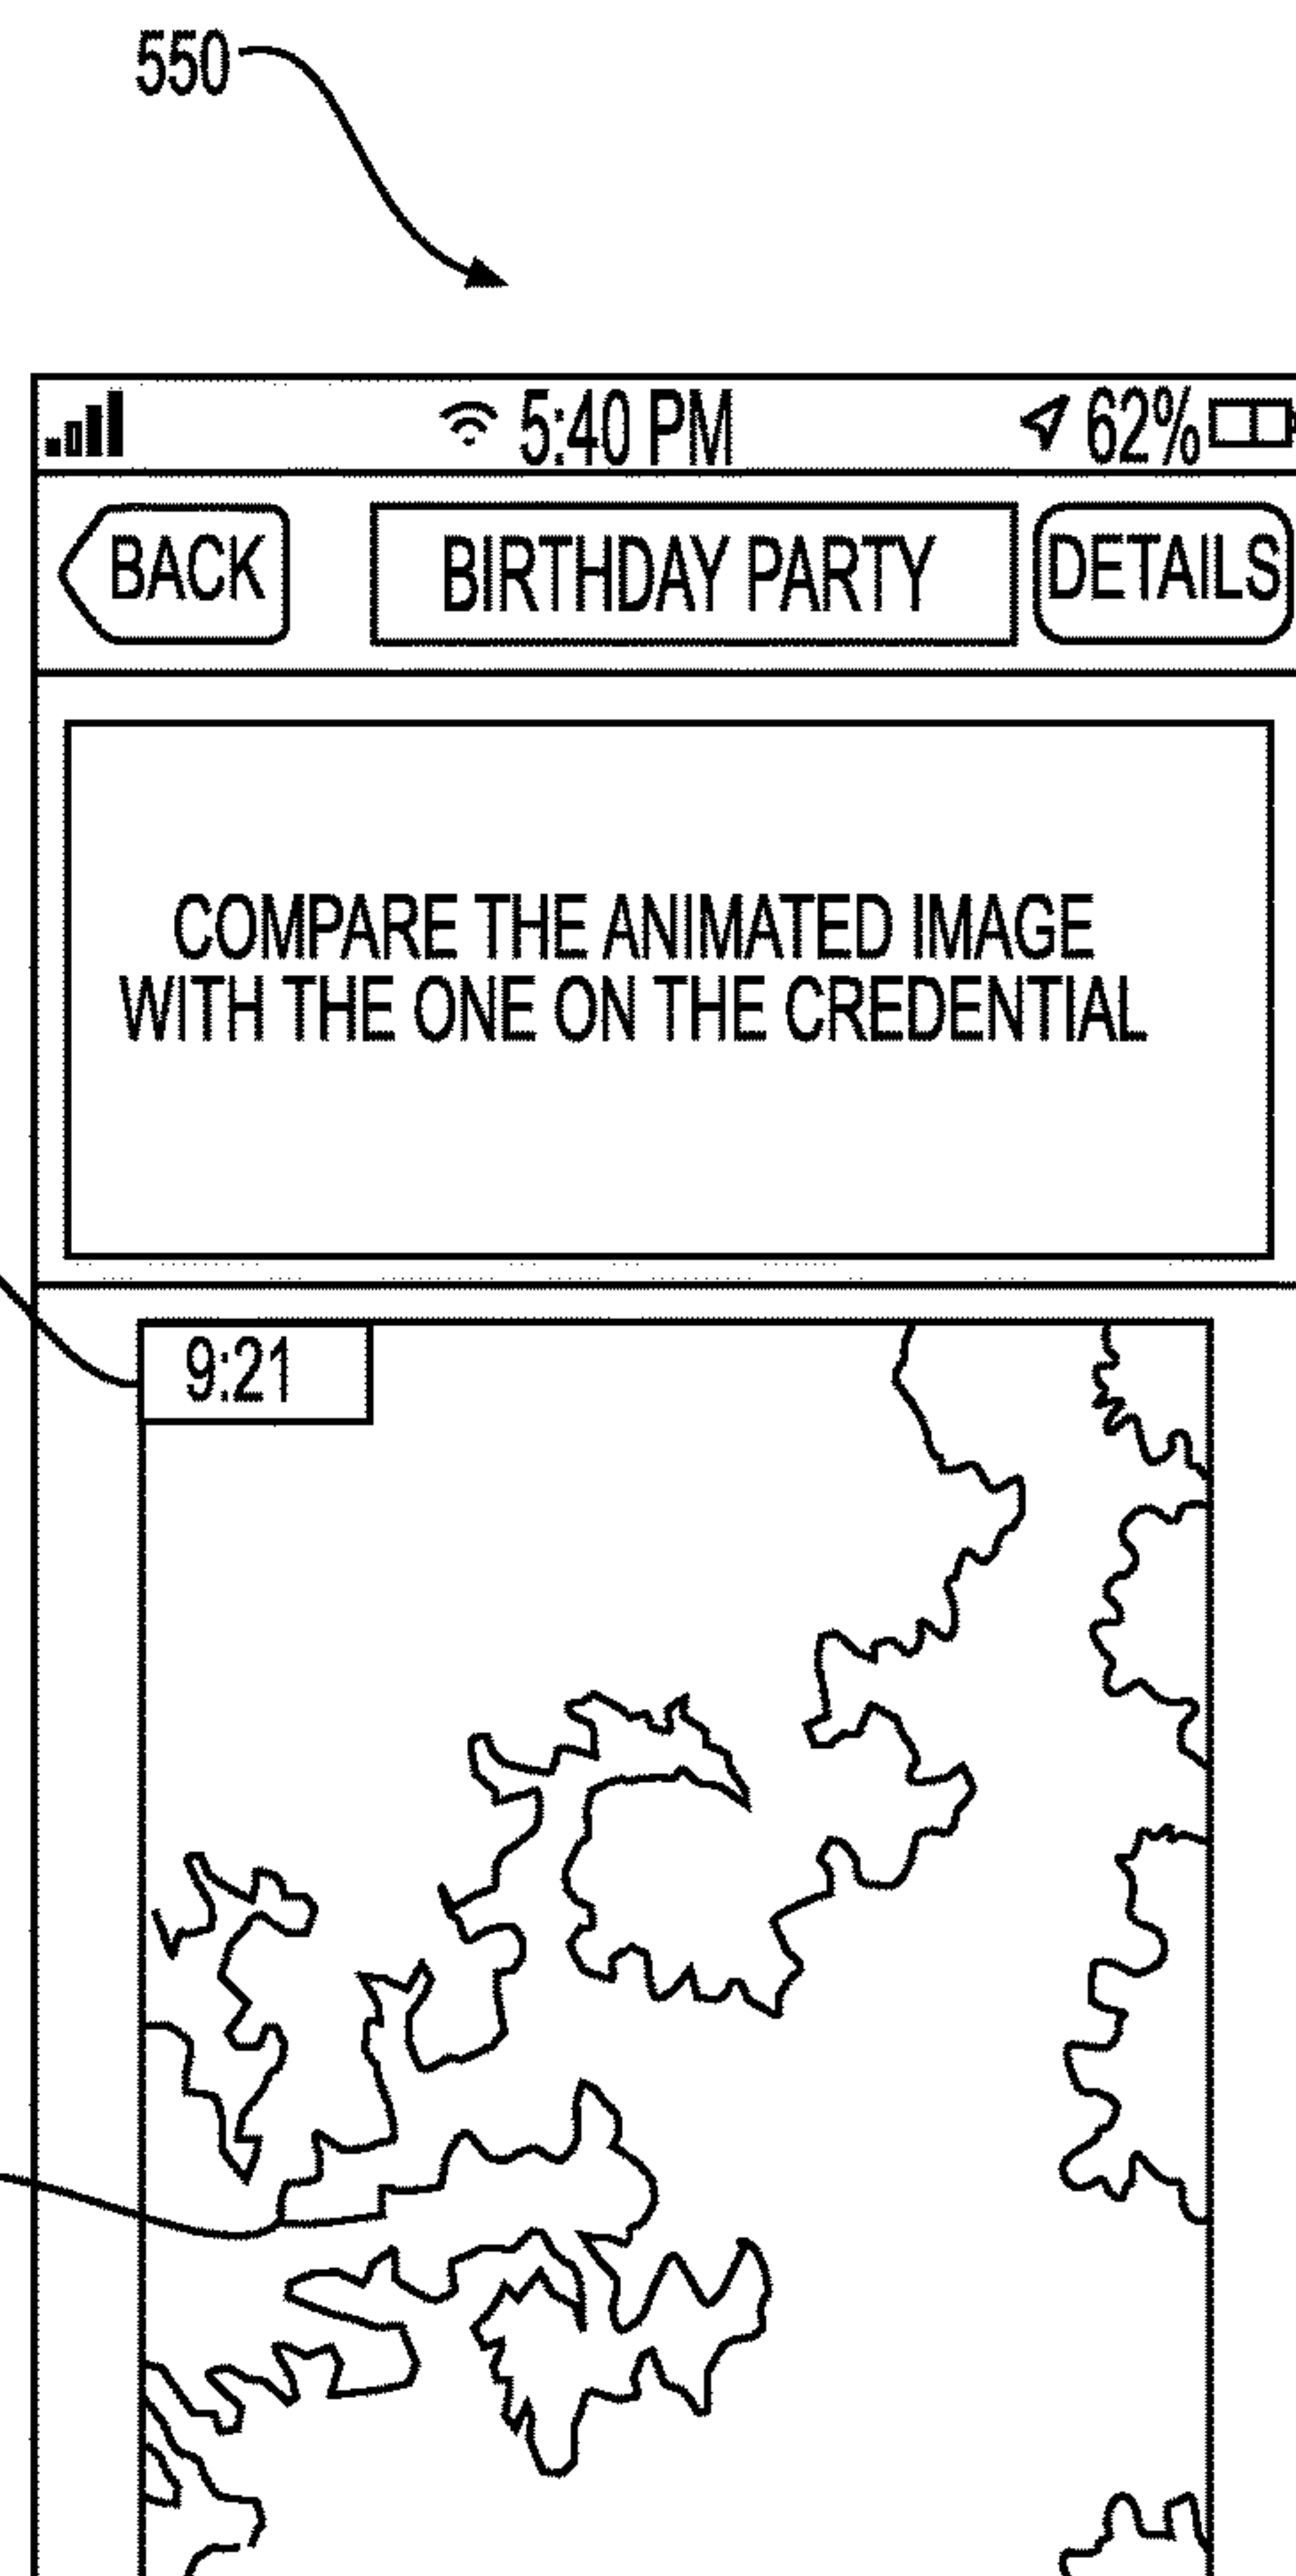 550
5:40 PM 62%
BACK BIRTHDAY PARTY DETAILS
COMPARE THE ANIMATED IMAGE
WITH THE ONE ON THE CREDENTIAL
9:21